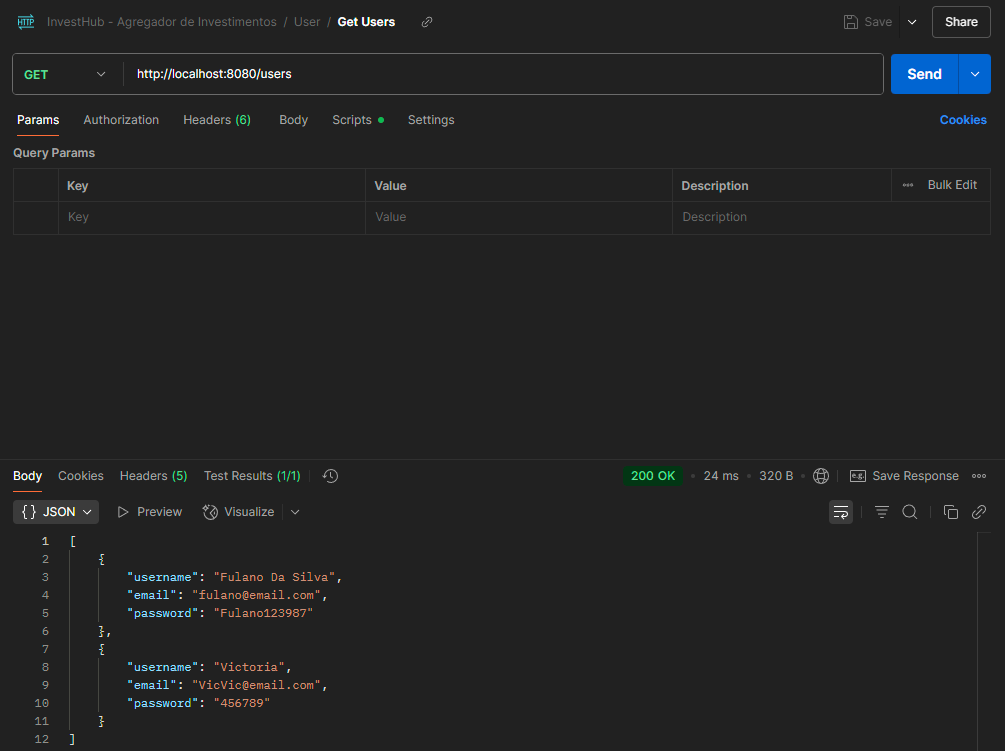 HTTP InvestHub - Agregador de Investimentos / User / Get Users Save Share
GET http://localhost:8080/users Send
Params Authorization Headers (6) Body Scripts Settings Cookies
Query Params
Key Value Description Bulk Edit
Key Value Description
Body Cookies Headers (5) Test Results (1/1) 200 OK • 24 ms • 320 B • e.g. Save Response
{} JSON Preview Visualize
1 [
2 {
3 "username": "Fulano Da Silva",
4 "email": "fulano@email.com",
5 "password": "Fulano123987"
6 },
7 {
8 "username": "Victoria",
9 "email": "VicVic@email.com",
10 "password": "456789"
11 }
12 ]